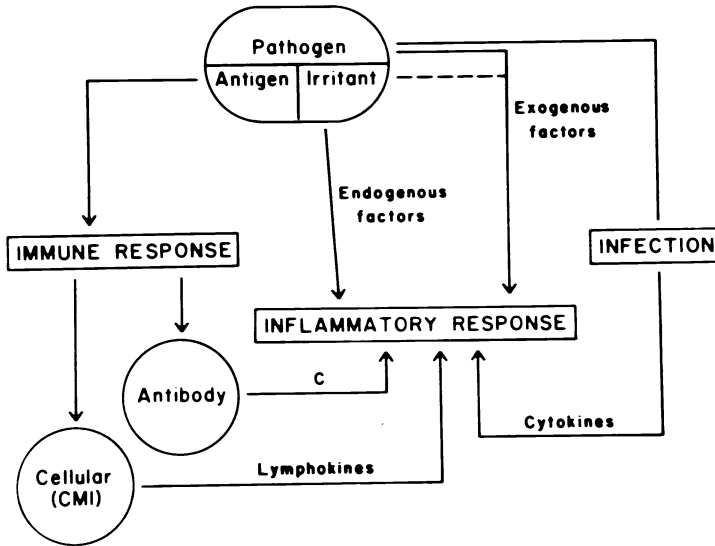 Pathogen
Antigen Irritant
Exogenous
factors
Endogenous
factors
IMMUNE RESPONSE
INFECTION
INFLAMMATORY RESPONSE
Antibody
C
Cytokines
Lymphokines
Cellular
(CMI)